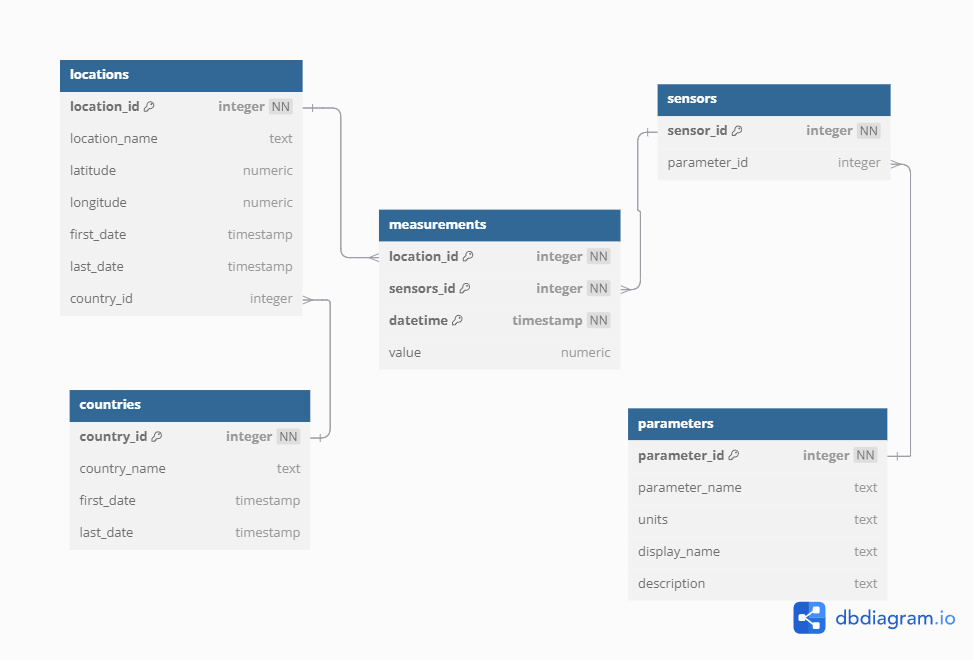 locations
location_id integer NN
location_name text
latitude numeric
longitude numeric
first_date timestamp
last_date timestamp
country_id integer
countries
country_id integer NN
country_name text
first_date timestamp
last_date timestamp
measurements
location_id integer NN
sensors_id integer NN
datetime timestamp NN
value numeric
sensors
sensor_id integer NN
parameter_id integer
parameters
parameter_id integer NN
parameter_name text
units text
display_name text
description text
dbdiagram.io